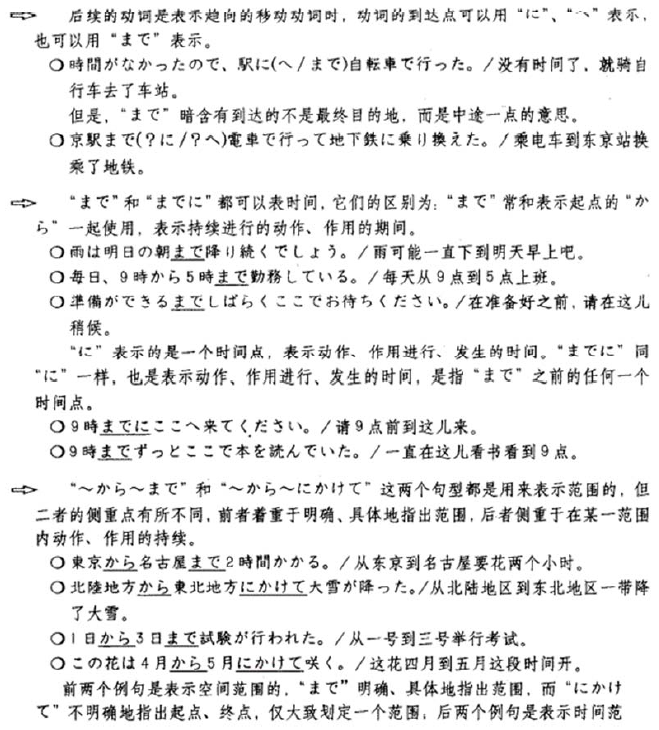 ⇨ 后续的动词是表示趋向的移动动词时，动词的到达点可以用“に”、“へ”表示，
也可以用“まで”表示。
○時間がなかったので、駅に(へ/まで)自転車で行った。/没有时间了，就骑自
行车去了车站。
但是，“まで”暗含有到达的不是最终目的地，而是中途一点的意思。
○京駅まで(?に/?へ)電車で行って地下鉄に乗り換えた。/乘电车到东京站换
乘了地铁。
⇨ “まで”和“までに”都可以表时间，它们的区别为：“まで”常和表示起点的“か
ら”一起使用，表示持续进行的动作、作用的期间。
○雨は明日の朝まで降り続くでしょう。/雨可能一直下到明天早上吧。
○毎日、9時から5時まで勤務している。/每天从9点到5点上班。
○準備ができるまでしばらくここでお待ちください。/在准备好之前，请在这儿
稍候。
“に”表示的是一个时间点，表示动作、作用进行、发生的时间。“までに”同
“に”一样，也是表示动作、作用进行、发生的时间，是指“まで”之前的任何一个
时间点。
○9時までにここへ来てください。/请9点前到这儿来。
○9時までずっとここで本を読んでいた。/一直在这儿看书看到9点。
⇨ “～から～まで”和“～から～にかけて”这两个句型都是用来表示范围的，但
二者的侧重点有所不同，前者着重于明确、具体地指出范围，后者侧重于在某一范围
内动作、作用的持续。
○東京から名古屋まで2時間かかる。/从东京到名古屋要花两个小时。
○北陸地方から東北地方にかけて大雪が降った。/从北陆地区到东北地区一带降
了大雪。
○1日から3日まで試験が行われた。/从一号到三号举行考试。
○この花は4月から5月にかけて咲く。/这花四月到五月这段时间开。
前两个例句是表示空间范围的，“まで”明确、具体地指出范围，而“にかけ
て”不明确地指出起点、终点，仅大致划定一个范围；后两个例句是表示时间范